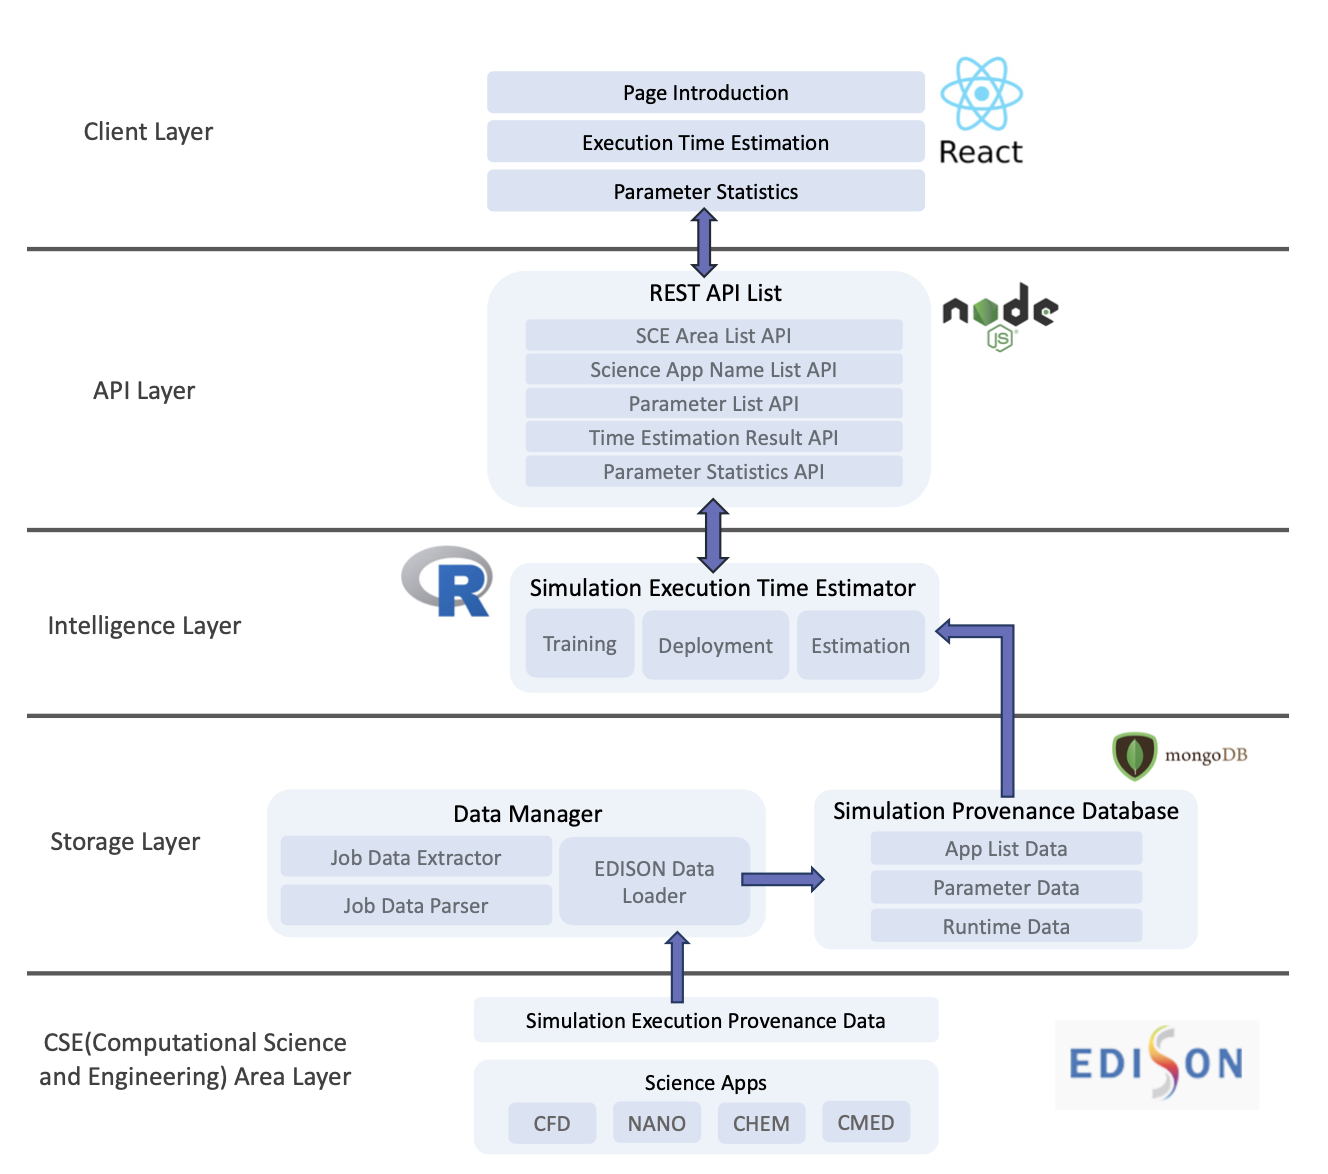 Client Layer
Page Introduction
Execution Time Estimation
Parameter Statistics
React
API Layer
REST API List
SCE Area List API
Science App Name List API
Parameter List API
Time Estimation Result API
Parameter Statistics API
node
JS
Intelligence Layer
R
Simulation Execution Time Estimator
Training
Deployment
Estimation
Storage Layer
mongoDB
Data Manager
Job Data Extractor
Job Data Parser
EDISON Data
Loader
Simulation Provenance Database
App List Data
Parameter Data
Runtime Data
CSE(Computational Science
and Engineering) Area Layer
Simulation Execution Provenance Data
Science Apps
CFD
NANO
CHEM
CMED
EDISON